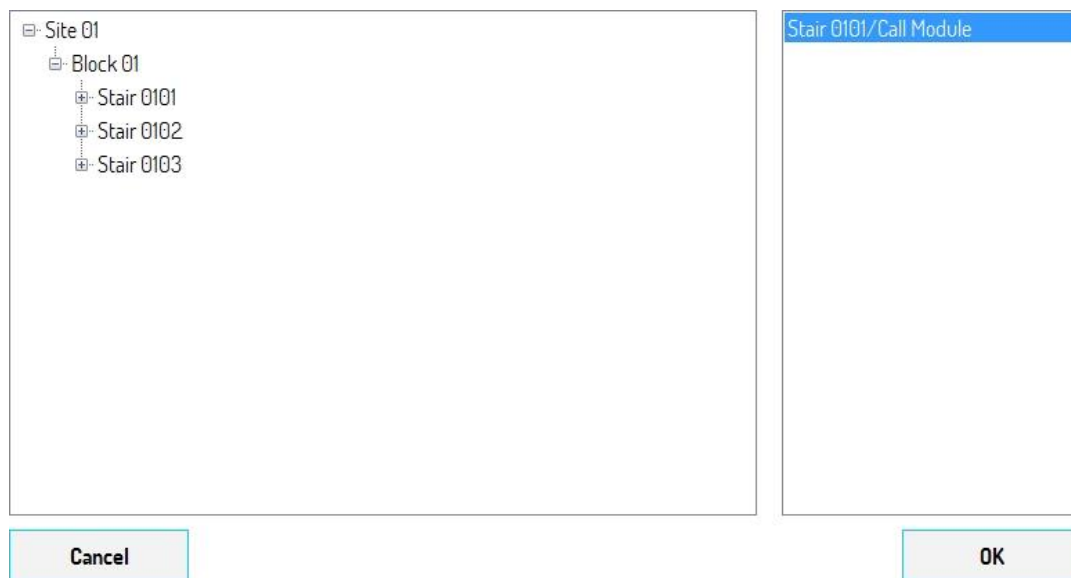 Site 01
Block 01
Stair 0101
Stair 0102
Stair 0103
Stair 0101/Call Module
Cancel
OK